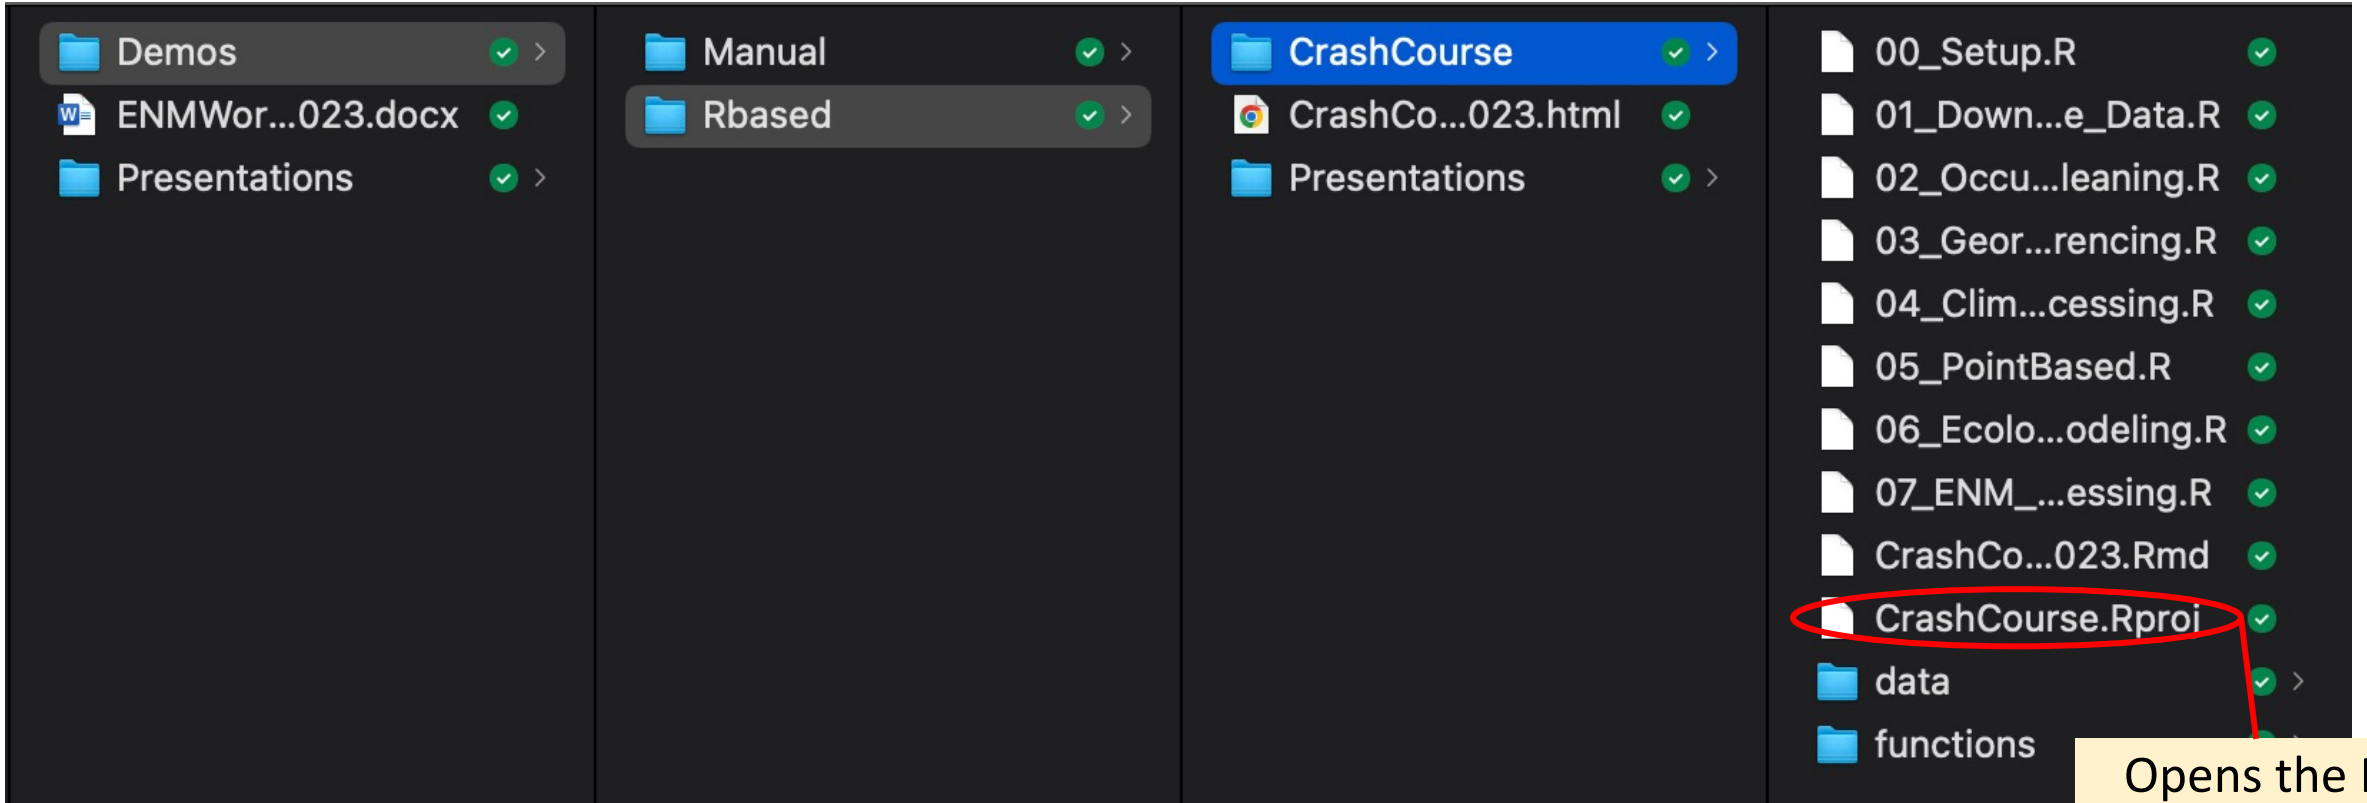 Demos
ENMWor...023.docx
Presentations
Manual
Rbased
CrashCourse
CrashCo...023.html
Presentations
00_Setup.R
01_Down...e_Data.R
02_Occu...leaning.R
03_Geor...rencing.R
04_Clim...cessing.R
05_PointBased.R
06_Ecolo...odeling.R
07_ENM_...essing.R
CrashCo...023.Rmd
CrashCourse.Rproj
data
functions
Opens the